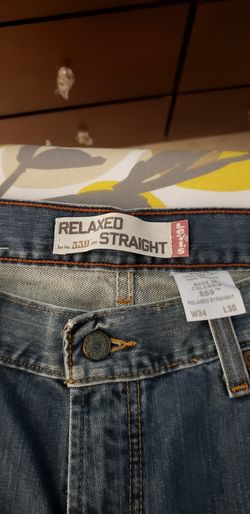 RELAXED
559 STRAIGHT
LEVI'S
MADE IN
COLOMBIA
559
RELAXED STRAIGHT
W34 L30